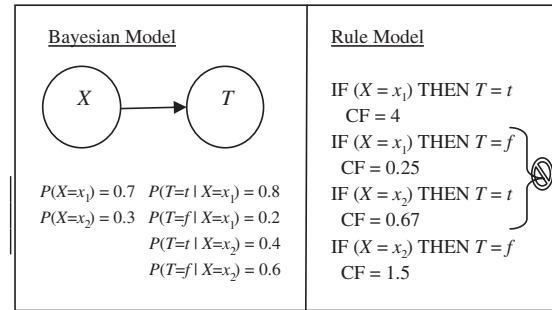 Bayesian Model
X
T
P(X=x₁) = 0.7 P(T=t | X=x₁) = 0.8
P(X=x₂) = 0.3 P(T=f | X=x₁) = 0.2
P(T=t | X=x₂) = 0.4
P(T=f | X=x₂) = 0.6
Rule Model
IF (X = x₁) THEN T = t
CF = 4
IF (X = x₁) THEN T = f
CF = 0.25
IF (X = x₂) THEN T = t
CF = 0.67
IF (X = x₂) THEN T = f
CF = 1.5